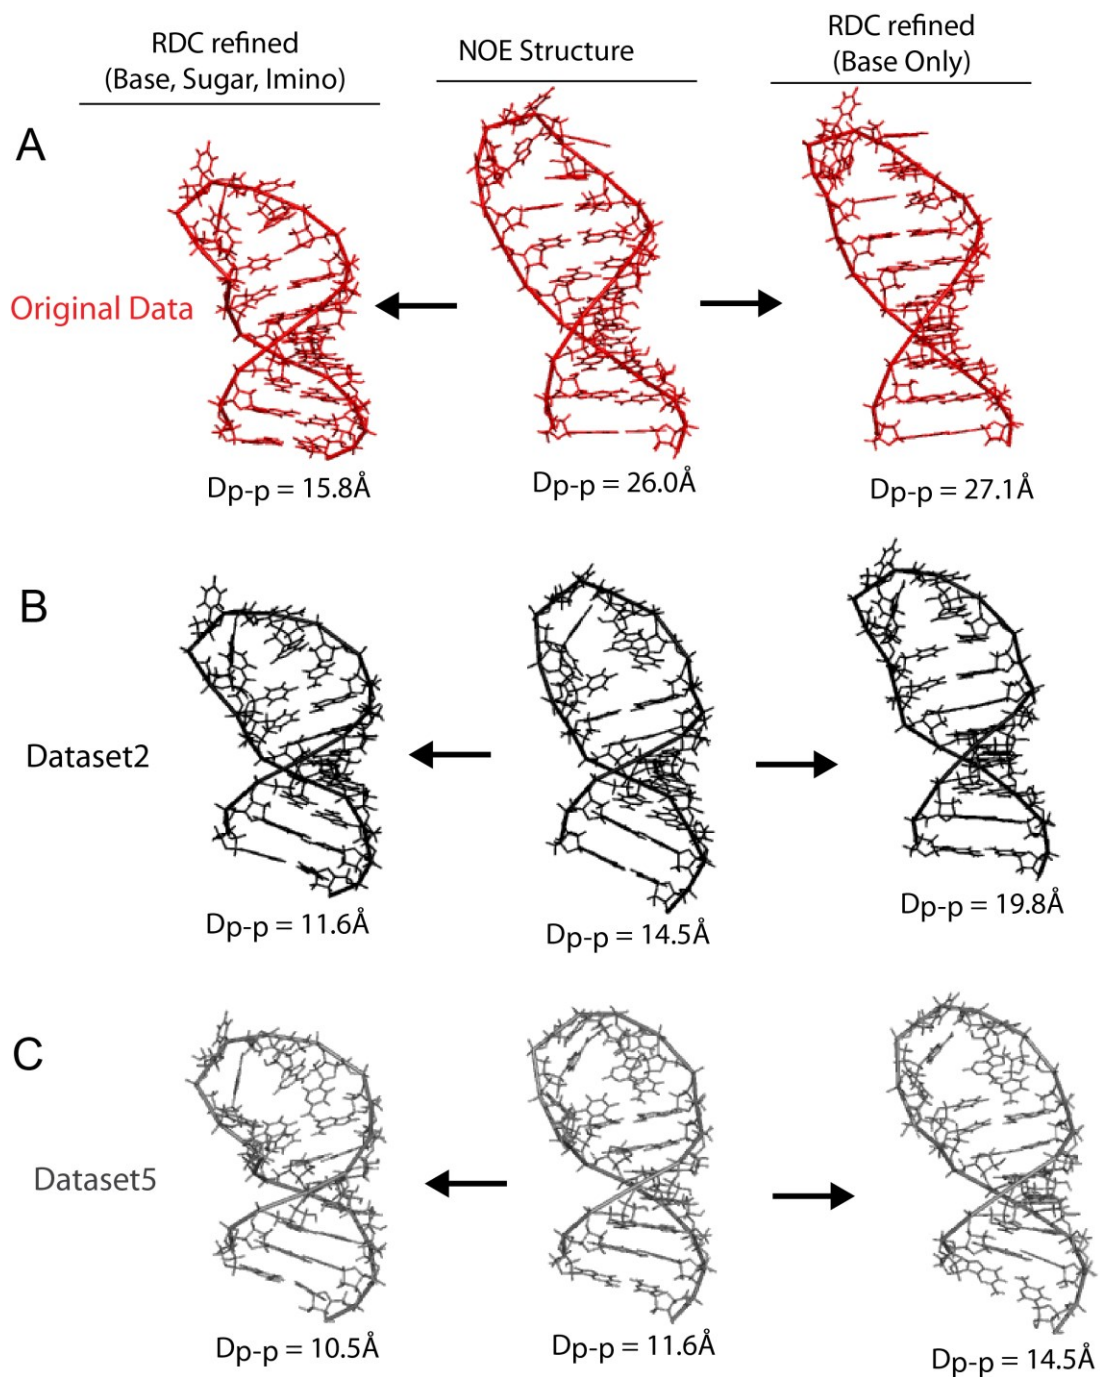 RDC refined
(Base, Sugar, Imino)
NOE Structure
RDC refined
(Base Only)
A
Original Data
Dp-p = 15.8Å
Dp-p = 26.0Å
Dp-p = 27.1Å
B
Dataset2
Dp-p = 11.6Å
Dp-p = 14.5Å
Dp-p = 19.8Å
C
Dataset5
Dp-p = 10.5Å
Dp-p = 11.6Å
Dp-p = 14.5Å